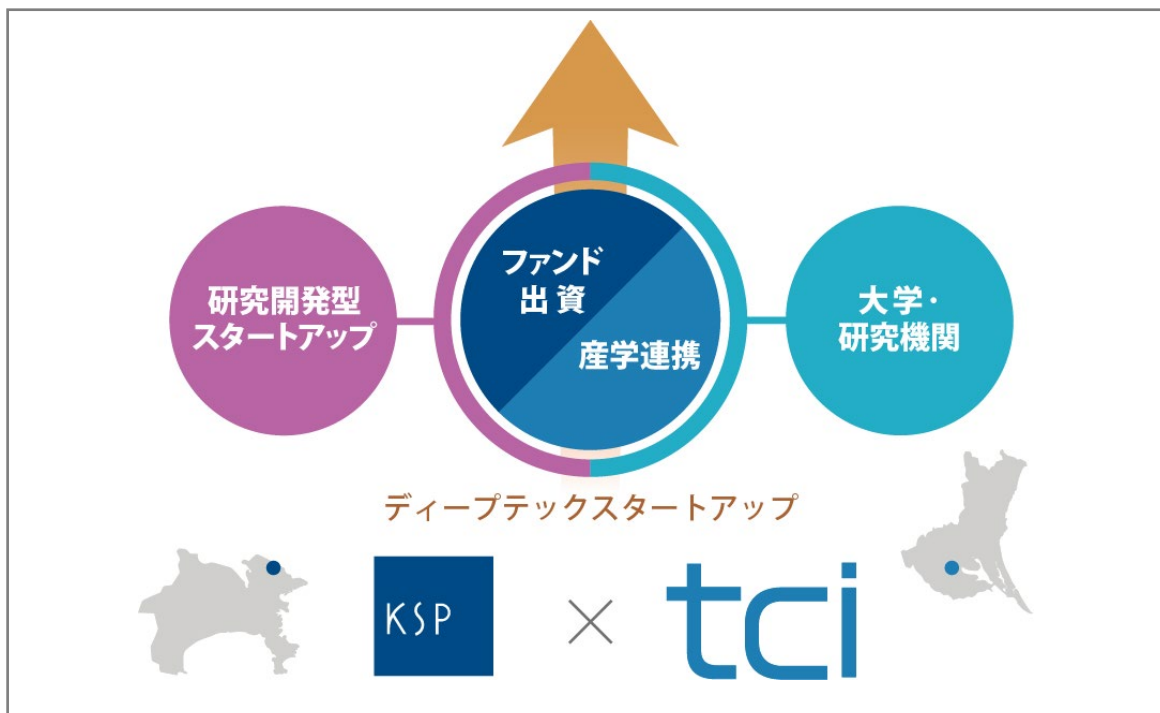 研究開発型
スタートアップ
ファンド
出資
産学連携
大学・
研究機関
ディープテックスタートアップ
KSP
×
tci